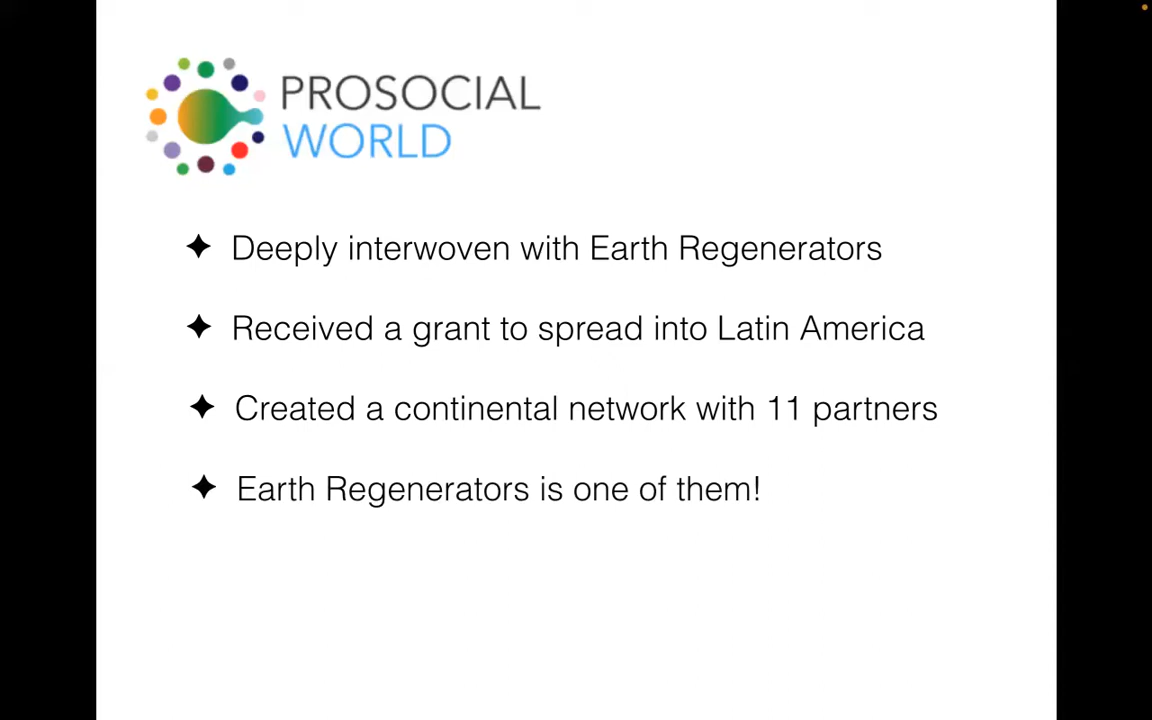 PROSOCIAL
WORLD
Deeply interwoven with Earth Regenerators
Received a grant to spread into Latin America
Created a continental network with 11 partners
Earth Regenerators is one of them!